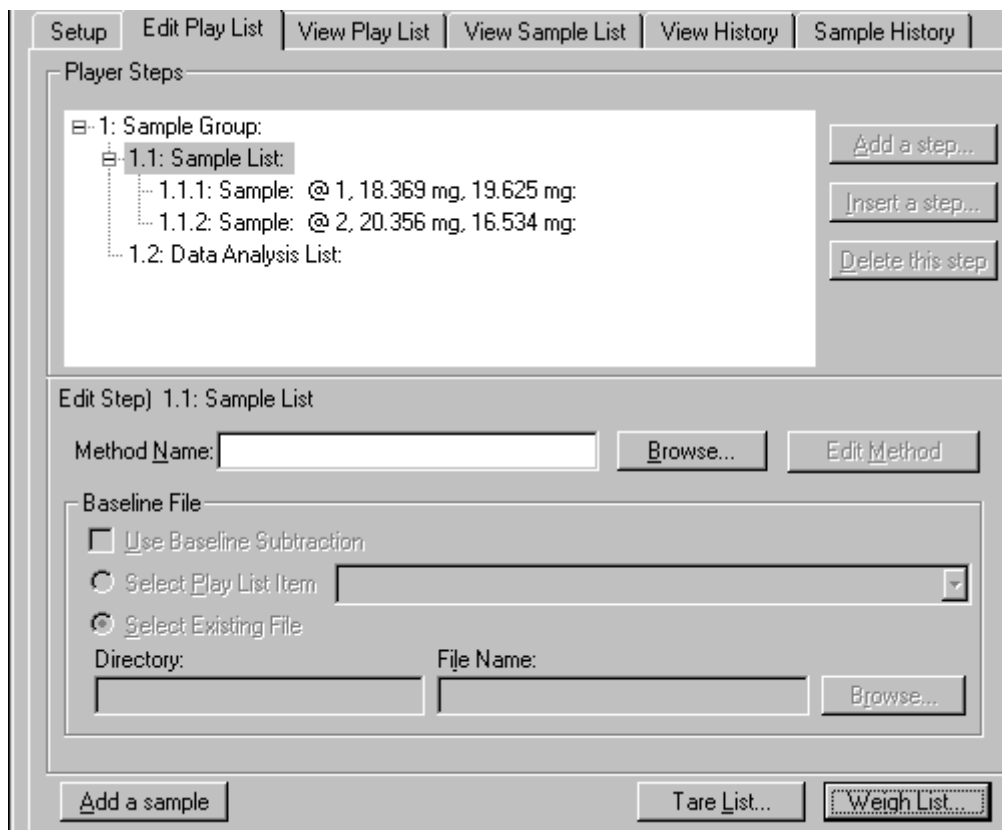 Setup Edit Play List View Play List View Sample List View History Sample History
Player Steps
1: Sample Group:
1.1: Sample List:
1.1.1: Sample: @ 1, 18.369 mg, 19.625 mg:
1.1.2: Sample: @ 2, 20.356 mg, 16.534 mg:
1.2: Data Analysis List:
Add a step...
Insert a step...
Delete this step
Edit Step) 1.1: Sample List
Method Name: Browse... Edit Method
Baseline File
Use Baseline Subtraction
Select Play List Item
Select Existing File
Directory: File Name:
Browse...
Add a sample Tare List... Weigh List...